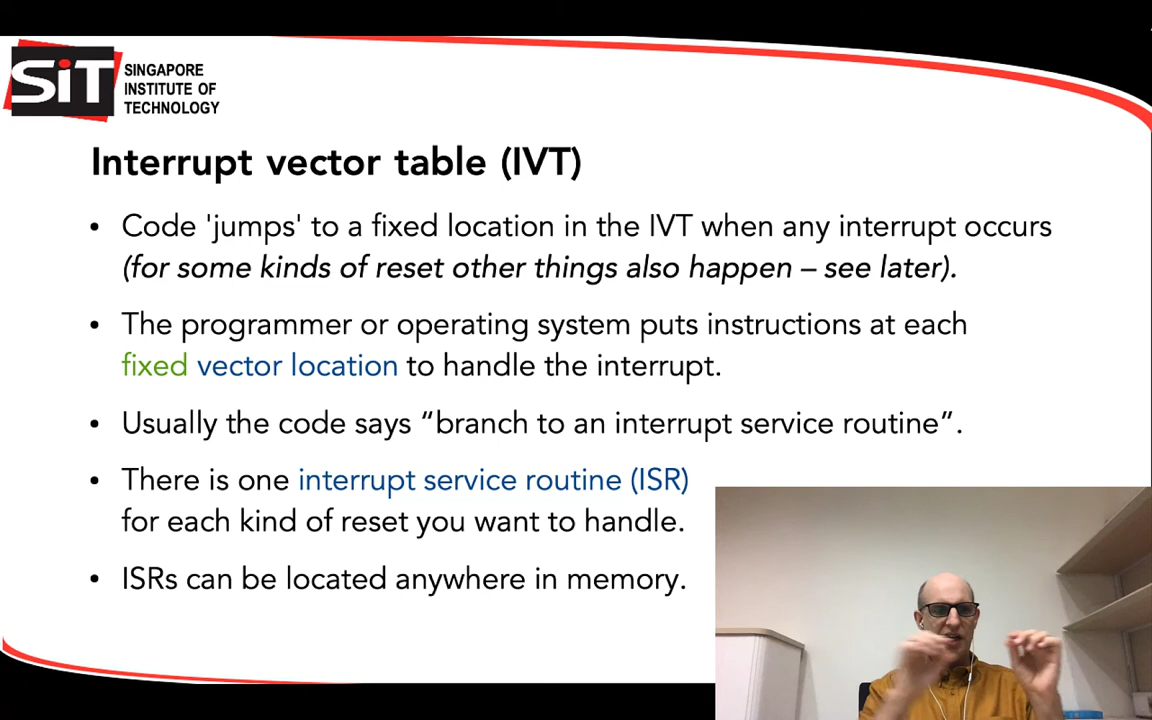 SiT
SINGAPORE
INSTITUTE OF
TECHNOLOGY
Interrupt vector table (IVT)
• Code 'jumps' to a fixed location in the IVT when any interrupt occurs
(for some kinds of reset other things also happen – see later).
• The programmer or operating system puts instructions at each
fixed vector location to handle the interrupt.
• Usually the code says “branch to an interrupt service routine”.
• There is one interrupt service routine (ISR)
for each kind of reset you want to handle.
• ISRs can be located anywhere in memory.